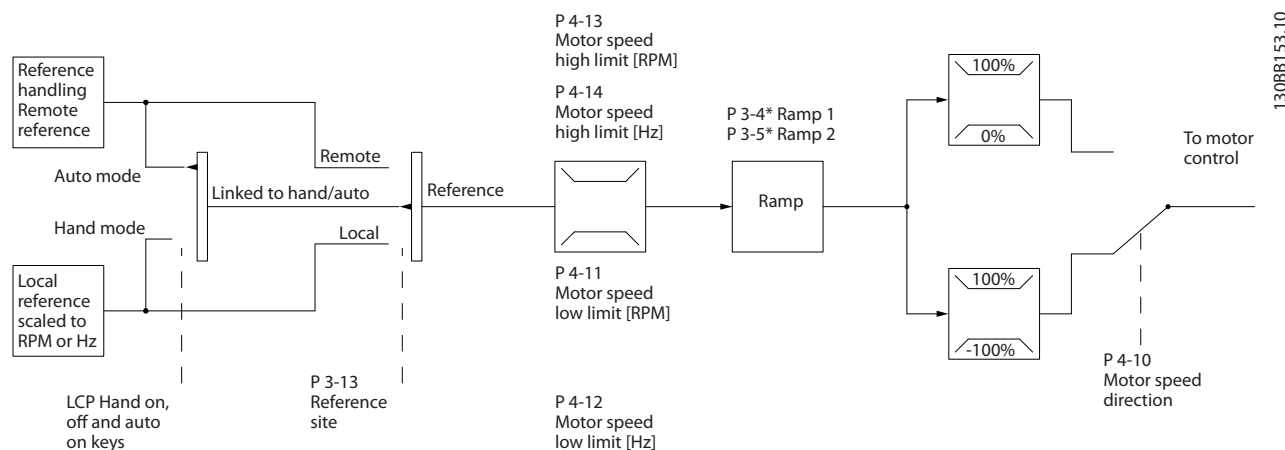 Reference
handling
Remote
reference
Auto mode
Hand mode
Local
reference
scaled to
RPM or Hz
LCP Hand on,
off and auto
on keys
Linked to hand/auto
Remote
Local
P 3-13
Reference
site
Reference
P 4-13
Motor speed
high limit [RPM]
P 4-14
Motor speed
high limit [Hz]
P 4-11
Motor speed
low limit [RPM]
P 4-12
Motor speed
low limit [Hz]
P 3-4* Ramp 1
P 3-5* Ramp 2
Ramp
100%
0%
100%
-100%
To motor
control
P 4-10
Motor speed
direction
130BB153.10